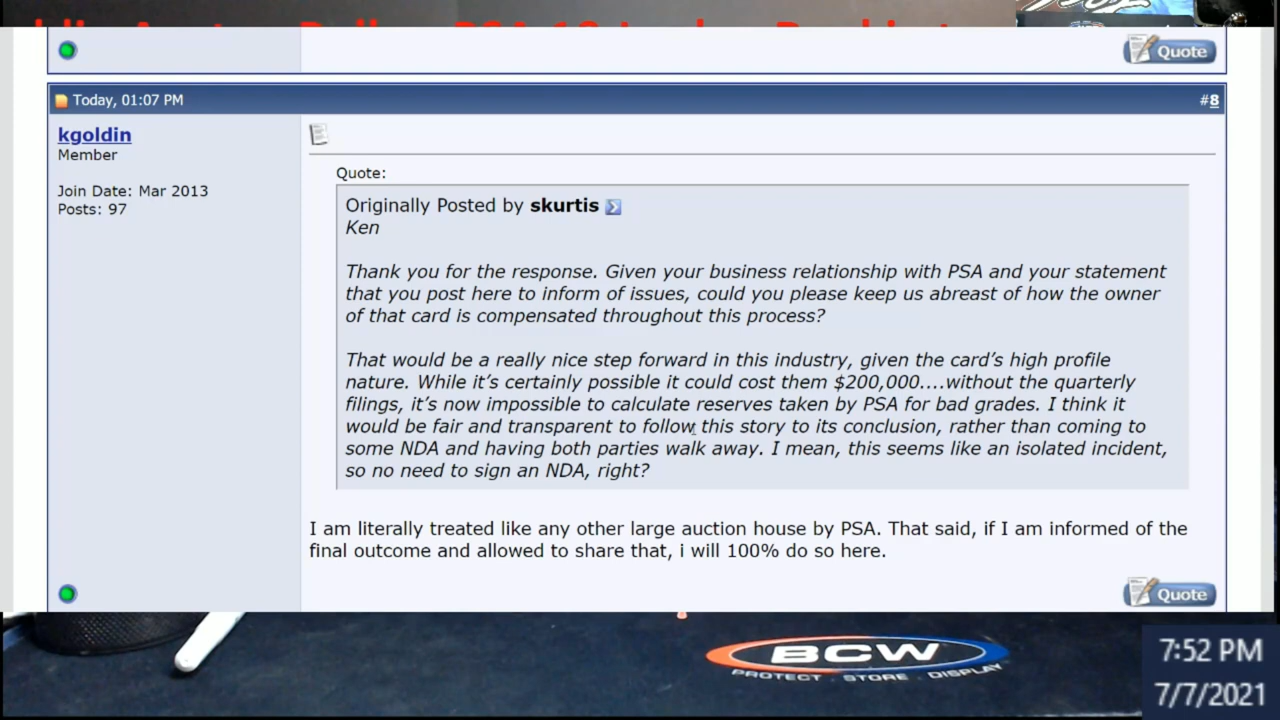 Quote
Today, 01:07 PM
#8
kgoldin
Member
Join Date: Mar 2013
Posts: 97
Quote:
Originally Posted by skurtis
Ken
Thank you for the response. Given your business relationship with PSA and your statement
that you post here to inform of issues, could you please keep us abreast of how the owner
of that card is compensated throughout this process?
That would be a really nice step forward in this industry, given the card's high profile
nature. While it's certainly possible it could cost them $200,000....without the quarterly
filings, it's now impossible to calculate reserves taken by PSA for bad grades. I think it
would be fair and transparent to follow this story to its conclusion, rather than coming to
some NDA and having both parties walk away. I mean, this seems like an isolated incident,
so no need to sign an NDA, right?
I am literally treated like any other large auction house by PSA. That said, if I am informed of the
final outcome and allowed to share that, i will 100% do so here.
Quote
BCW
PROTECT · STORE · DISPLAY
7:52 PM
7/7/2021